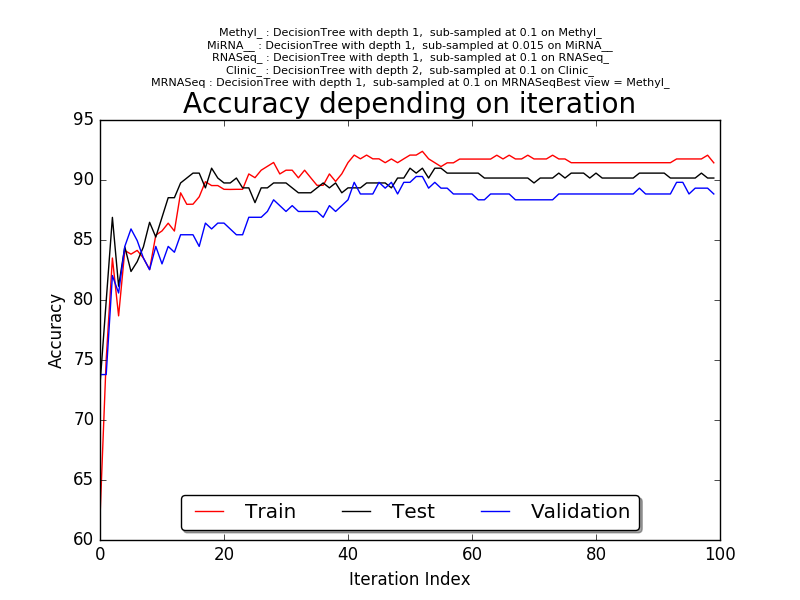 Methyl_ : DecisionTree with depth 1,  sub-sampled at 0.1 on Methyl_
MiRNA__ : DecisionTree with depth 1,  sub-sampled at 0.015 on MiRNA__
RNASeq_ : DecisionTree with depth 1,  sub-sampled at 0.1 on RNASeq_
Clinic_ : DecisionTree with depth 2,  sub-sampled at 0.1 on Clinic_
MRNASeq : DecisionTree with depth 1,  sub-sampled at 0.1 on MRNASeqBest view = Methyl_
Accuracy depending on iteration
95
90
85
80
75
70
65
60
Accuracy
Train
Test
Validation
0
20
40
60
80
100
Iteration Index